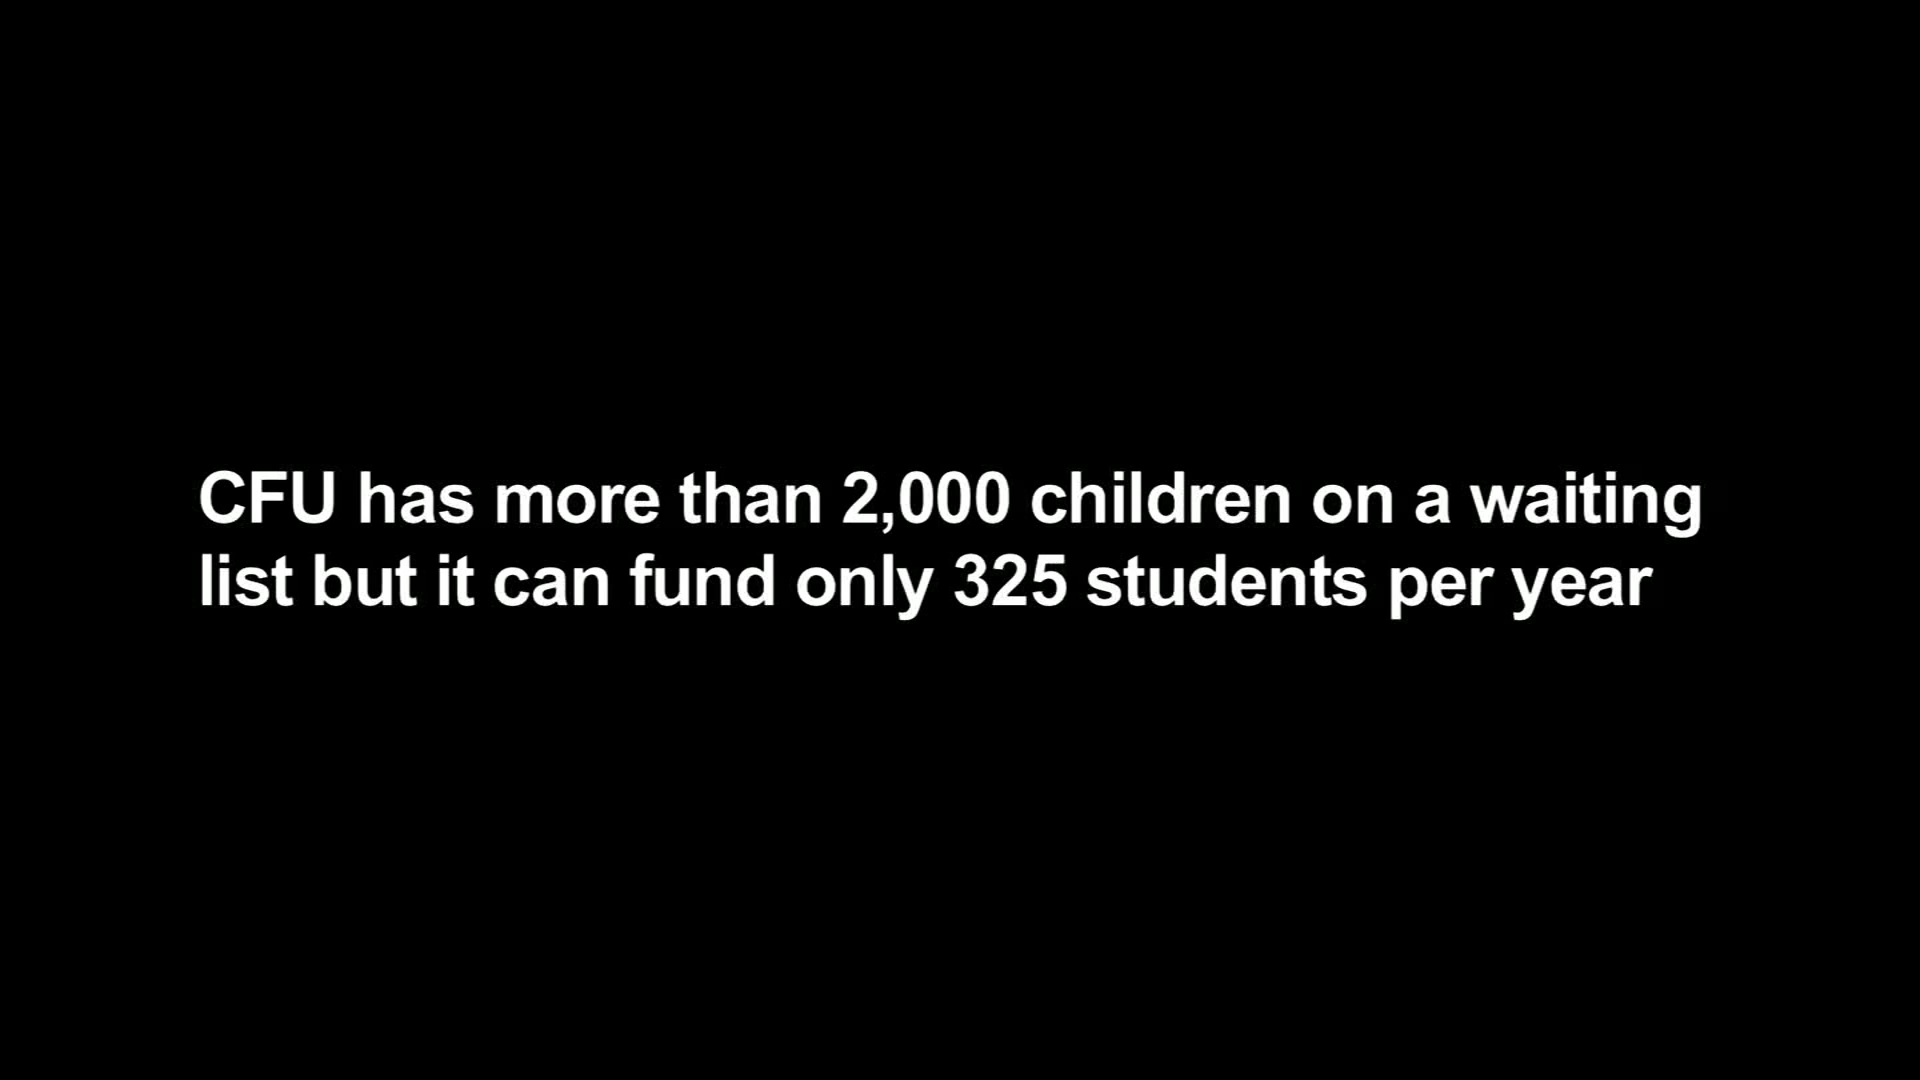 CFU has more than 2,000 children on a waiting
list but it can fund only 325 students per year